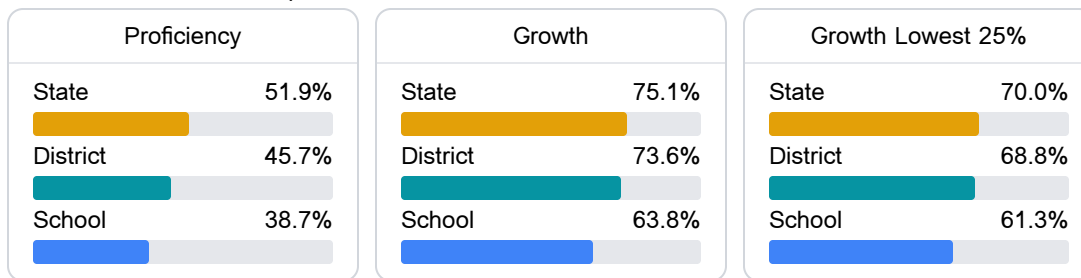 Proficiency
State 51.9%
District 45.7%
School 38.7%
Growth
State 75.1%
District 73.6%
School 63.8%
Growth Lowest 25%
State 70.0%
District 68.8%
School 61.3%